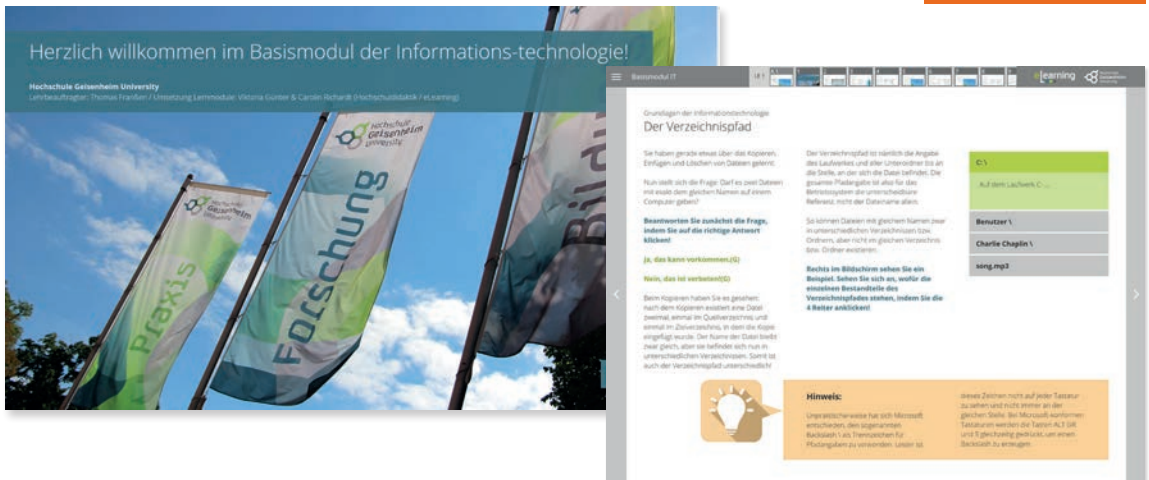 Herzlich willkommen im Basismodul der Informations-technologie!
Hochschule Geisenheim University
Lehrbeauftragter: Thomas Franßen / Umsetzung Lernmodule: Viktoria Günter & Carolin Richardt (Hochschuldidaktik / eLearning)
Hochschule
Geisenheim
University
Praxis
Hochschule
Geisenheim
University
Forschung
Bildu
Basismodul IT
eLearning
Hochschule
Geisenheim
University
Grundlagen der Informationstechnologie
Der Verzeichnispfad
Sie haben gerade etwas über das Kopieren,
Einfügen und Löschen von Dateien gelernt.
Nun stellt sich die Frage: Darf es zwei Dateien
mit exakt dem gleichen Namen auf einem
Computer geben?
Beantworten Sie zunächst die Frage,
indem Sie auf die richtige Antwort
klicken!
Ja, das kann vorkommen.(G)
Nein, das ist verboten!(G)
Beim Kopieren haben Sie es gesehen:
nach dem Kopieren existiert eine Datei
zweimal, einmal im Quellverzeichnis und
einmal im Zielverzeichnis, in dem die Kopie
eingefügt wurde. Der Name der Datei bleibt
zwar gleich, aber sie befindet sich nun in
unterschiedlichen Verzeichnissen. Somit ist
auch der Verzeichnispfad unterschiedlich!
Der Verzeichnispfad ist nämlich die Angabe
des Laufwerkes und aller Unterordner bis an
die Stelle, an der sich die Datei befindet. Die
gesamte Pfadangabe ist also für das
Betriebssystem die unterscheidbare
Referenz, nicht der Dateiname allein.
So können Dateien mit gleichem Namen zwar
in unterschiedlichen Verzeichnissen bzw.
Ordnern, aber nicht im gleichen Verzeichnis
bzw. Ordner existieren.
Rechts im Bildschirm sehen Sie ein
Beispiel. Sehen Sie sich an, wofür die
einzelnen Bestandteile des
Verzeichnispfades stehen, indem Sie die
4 Reiter anklicken!
C: \
Auf dem Laufwerk C: ...
Benutzer \
Charlie Chaplin \
song.mp3
Hinweis:
Unpraktischerweise hat sich Microsoft
entschieden, den sogenannten
Backslash \ als Trennzeichen für
Pfadangaben zu verwenden. Leider ist
dieses Zeichen nicht auf jeder Tastatur
zu sehen und nicht immer an der
gleichen Stelle. Bei Microsoft-konformen
Tastaturen werden die Tasten ALT GR
und ß gleichzeitig gedrückt, um einen
Backslash zu erzeugen.